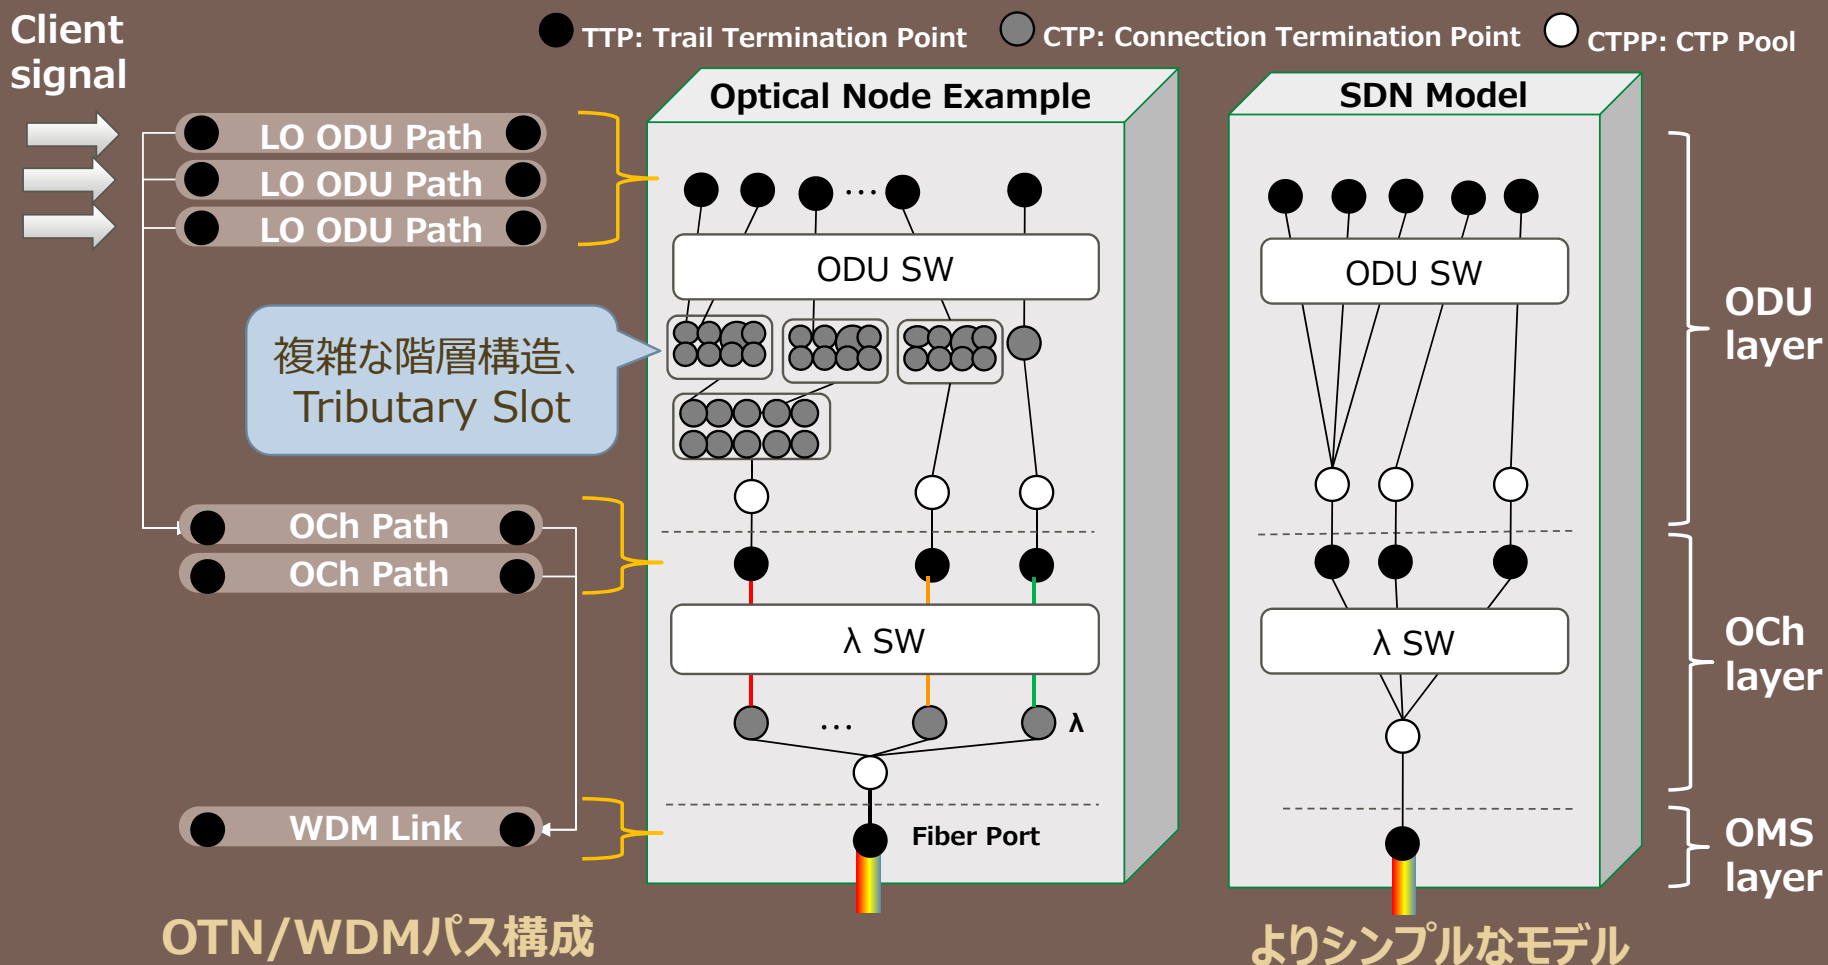 Client
signal
TTP: Trail Termination Point
CTP: Connection Termination Point
CTPP: CTP Pool
LO ODU Path
LO ODU Path
LO ODU Path
OCh Path
OCh Path
WDM Link
複雑な階層構造、
Tributary Slot
Optical Node Example
...
ODU SW
λ SW
...
λ
Fiber Port
SDN Model
ODU SW
λ SW
ODU
layer
OCh
layer
OMS
layer
OTN/WDMパス構成
よりシンプルなモデル